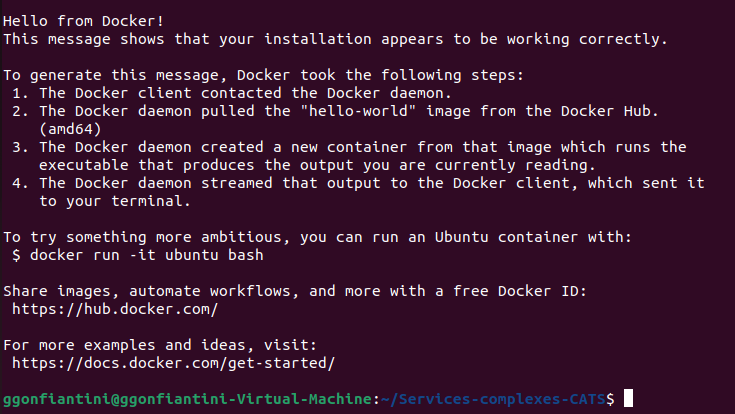 Hello from Docker!
This message shows that your installation appears to be working correctly.
To generate this message, Docker took the following steps:
1. The Docker client contacted the Docker daemon.
2. The Docker daemon pulled the "hello-world" image from the Docker Hub.
(amd64)
3. The Docker daemon created a new container from that image which runs the
executable that produces the output you are currently reading.
4. The Docker daemon streamed that output to the Docker client, which sent it
to your terminal.
To try something more ambitious, you can run an Ubuntu container with:
$ docker run -it ubuntu bash
Share images, automate workflows, and more with a free Docker ID:
https://hub.docker.com/
For more examples and ideas, visit:
https://docs.docker.com/get-started/
ggonfiantini@ggonfiantini-Virtual-Machine:~/Services-complexes-CATS$